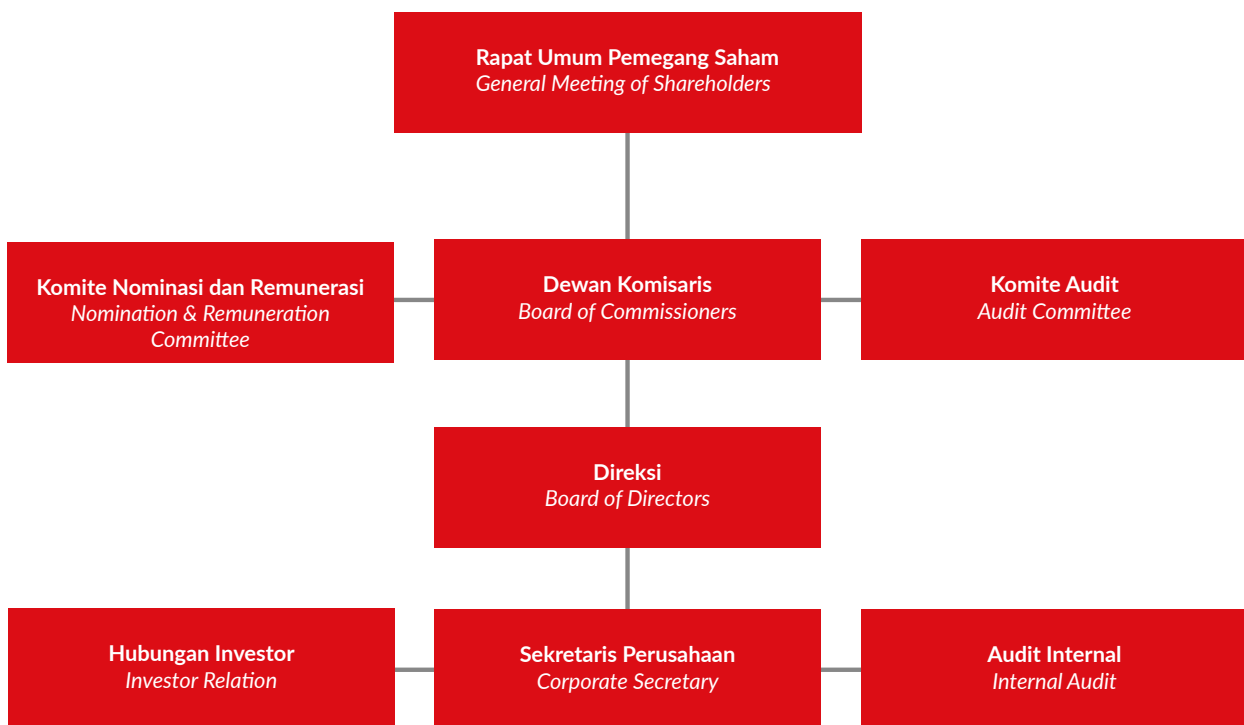 Rapat Umum Pemegang Saham
General Meeting of Shareholders
Komite Nominasi dan Remunerasi
Nomination & Remuneration
Committee
Dewan Komisaris
Board of Commissioners
Komite Audit
Audit Committee
Direksi
Board of Directors
Hubungan Investor
Investor Relation
Sekretaris Perusahaan
Corporate Secretary
Audit Internal
Internal Audit